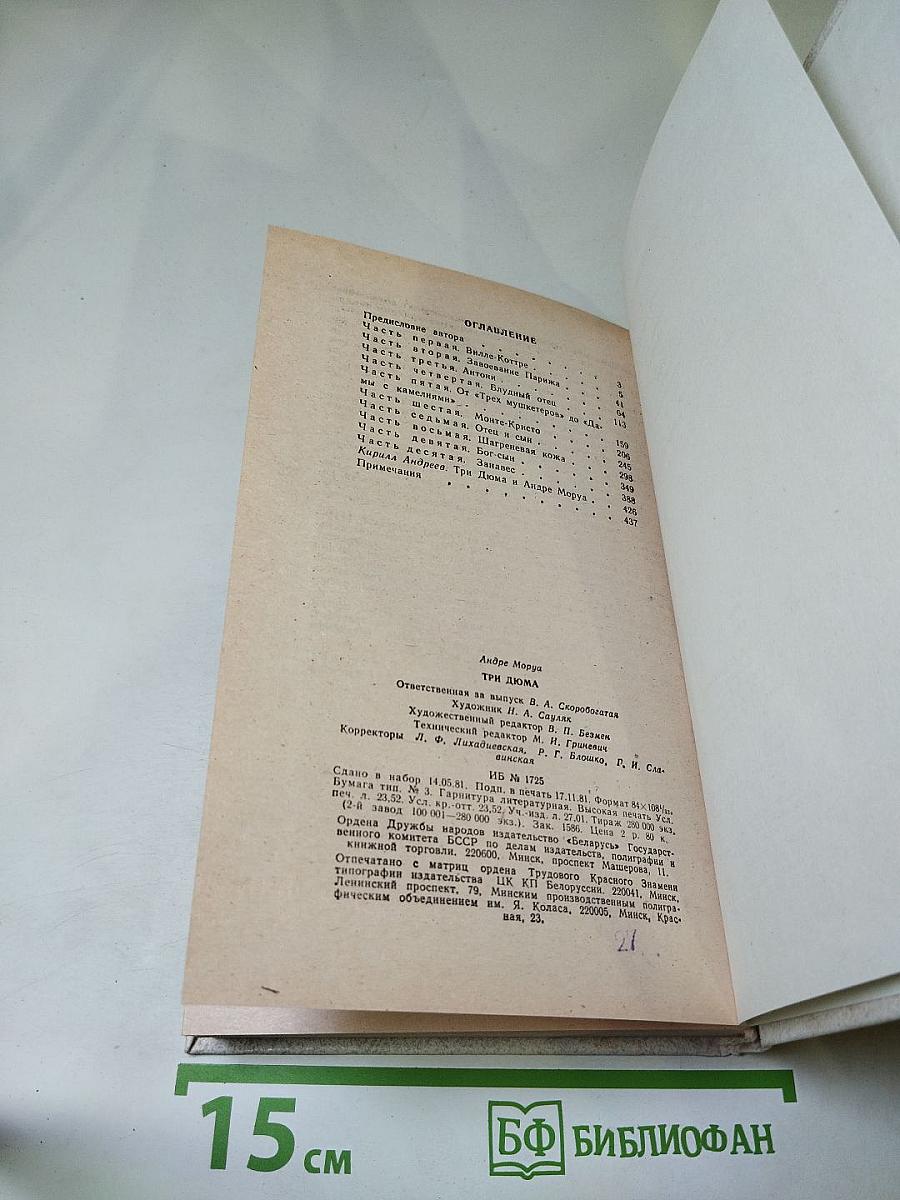 ОГЛАВЛЕНИЕ
Предисловие автора . . . . . . . 3
Часть первая. Вилле-Коттре . . . . 5
Часть вторая. Завоевание Парижа . . . 41
Часть третья. Антони . . . . . . 64
Часть четвертая. Блудный отец . . . 113
Часть пятая. От «Трех мушкетеров» до «Да-
мы с камелиями» . . . . . . . 159
Часть шестая. Монте-Кристо . . . . 206
Часть седьмая. Отец и сын . . . . 245
Часть восьмая. Шагреневая кожа . . . 298
Часть девятая. Бог-сын . . . . . 349
Часть десятая. Занавес . . . . . 388
Кирилл Андреев. Три Дюма и Андре Моруа . . 426
Примечания . . . . . . . . . 437
Андре Моруа
ТРИ ДЮМА
Ответственная за выпуск В. А. Скоробогатая
Художник Н. А. Сауляк
Художественный редактор В. П. Безмен
Технический редактор М. И. Гриневич
Корректоры Л. Ф. Лихадиевская, Р. Г. Блошко, Г. И. Сла-
винская
ИБ № 1725
Сдано в набор 14.05.81. Подп. в печать 17.11.81. Формат 84×108¹/₃₂.
Бумага тип. № 3. Гарнитура литературная. Высокая печать Усл.
печ. л. 23,52. Усл. кр.-отт. 23,52. Уч.-изд. л. 27,01. Тираж 280 000 экз.
(2-й завод 100 001—280 000 экз.). Зак. 1586. Цена 2 р. 80 к.
Ордена Дружбы народов издательство «Беларусь» Государст-
венного комитета БССР по делам издательств, полиграфии и
книжной торговли. 220600, Минск, проспект Машерова, 11.
Отпечатано с матриц ордена Трудового Красного Знамени
типографии издательства ЦК КП Белоруссии. 220041, Минск,
Ленинский проспект, 79, Минским производственным полигра-
фическим объединением им. Я. Коласа. 220005, Минск, Крас-
ная, 23.
21
15 см
БФ БИБЛИОФАН